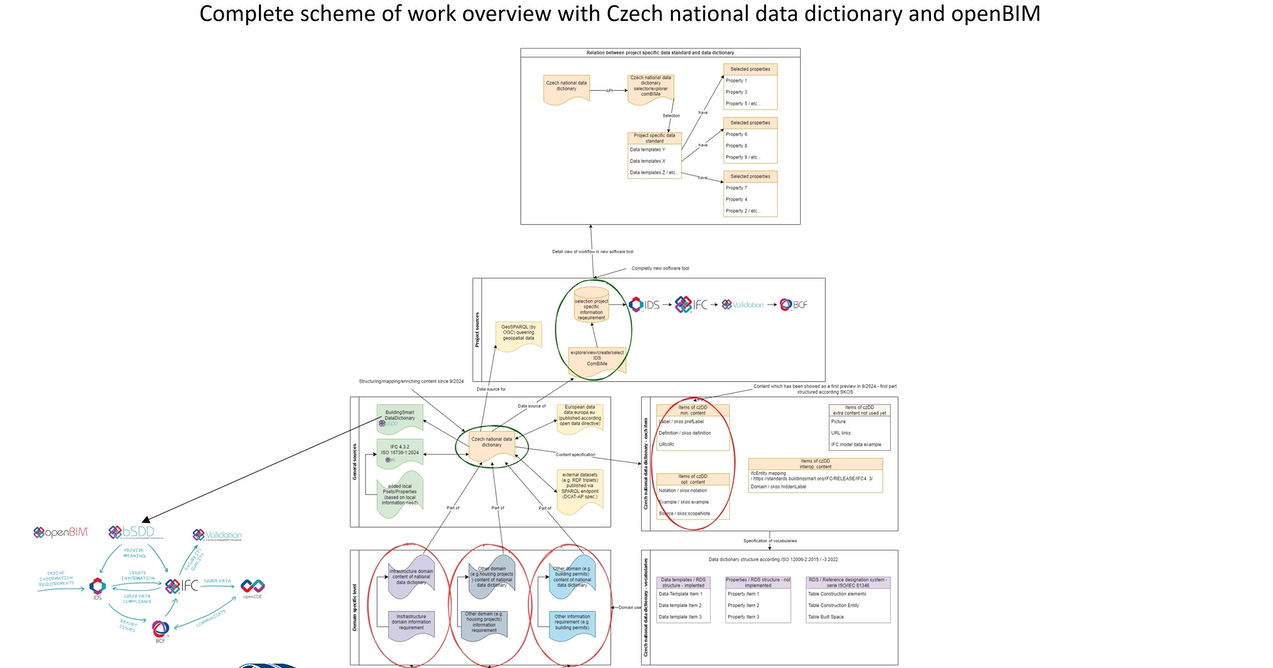 Complete scheme of work overview with Czech national data dictionary and openBIM
Relation between project specific data standard and data dictionary
Czech national data
dictionary
API
Czech national data
dictionary
selector/explorer
comBIMe
Selection
Project specific data
standard
Data templates Y
Data templates X
Data templates Z / etc...
have
have
have
Selected properties
Property 1
Property 3
Property 5 / etc...
Selected properties
Property 6
Property 8
Property 9 / etc...
Selected properties
Property 7
Property 4
Property 2 / etc...
Detail view of workflow in new software tool
Completly new software tool
Project sources
GeoSPARQL (by
OGC) queering
geospatial data
selection project
specific
information
reqeuirement
explore/view/create/select
IDS
ComBIMe
IDS
IFC
Validation
BCF
Structuring/mapping/enriching content since 9/2024
Date source for
Date source of
Content which has been showed as a first preview in 9/2024 - first part
structured according SKOS
General sources
BuildingSmart
DataDictionary
bSDD
IFC 4.3.2
ISO 16739-1:2024
added local
Psets/Properties
(based on local
information need)
Czech national data
dictionary
European data
data.europa.eu
(published according
open data directive)
external datasets
(e.g. RDF triplets)
published via
SPARQL endpoint
(DCAT-AP spec.)
Content specification
Part of
Part of
Part of
Items of czDD
min. content
Label / skos:prefLabel
Definition / skos:definition
URI/IRI
Items of czDD
opt. content
Notation / skos:notation
Example / skos:example
Source / skos:scopeNote
Items of czDD
extra content not used yet
Picture
URL links
IFC model data example
Items of czDD
interop. content
ifcEntity mapping
/ https://standards.buildingsmart.org/IFC/RELEASE/IFC4_3/
Domain / skos:hiddenLabel
Specification of vocabularies
Domain specific level
Infrastructure domain
content of national
data dictionary
Other domain
(e.g housing projects
) content of national
data dictionary
Other domain (e.g.
building permits)
content of national
data dictionary
Instrastructure
domain information
requirement
Other domain (e.g.
housing projects)
information
requirement
Other information
requirement (e.g.
building permits)
Domain use
Czech national data dictionary - vocabularies
Data dictionary structure according ISO 12006-2:2015 / -3:2022
Data templates / RDS
structure - implented
Data Template Item 1
Data template Item 2
Data template Item 3
Properties / RDS structure - not
implemented
Property Item 1
Property Item 2
Property Item 3
RDS / Reference designation system -
serie ISO/IEC 81346
Table Construction elements
Table Construction Entity
Table Built Space
openBIM
bSDD
Validation
DEFINE
INFORMATION
REQUIREMENTS
PROVIDE
MEANING
CREATE
INFORMATION
CHECK DATA
COMPLIANCE
IDS
IFC
SHARE DATA
openCDE
REPORT
ISSUES
BCF
COMMUNICATE